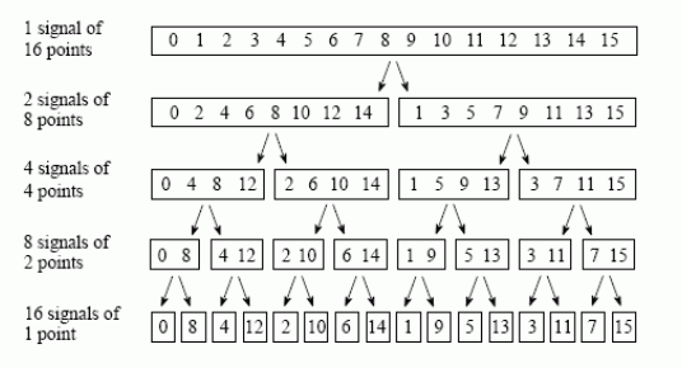 1 signal of
16 points
0 1 2 3 4 5 6 7 8 9 10 11 12 13 14 15
2 signals of
8 points
0 2 4 6 8 10 12 14
1 3 5 7 9 11 13 15
4 signals of
4 points
0 4 8 12
2 6 10 14
1 5 9 13
3 7 11 15
8 signals of
2 points
0 8
4 12
2 10
6 14
1 9
5 13
3 11
7 15
16 signals of
1 point
0
8
4
12
2
10
6
14
1
9
5
13
3
11
7
15